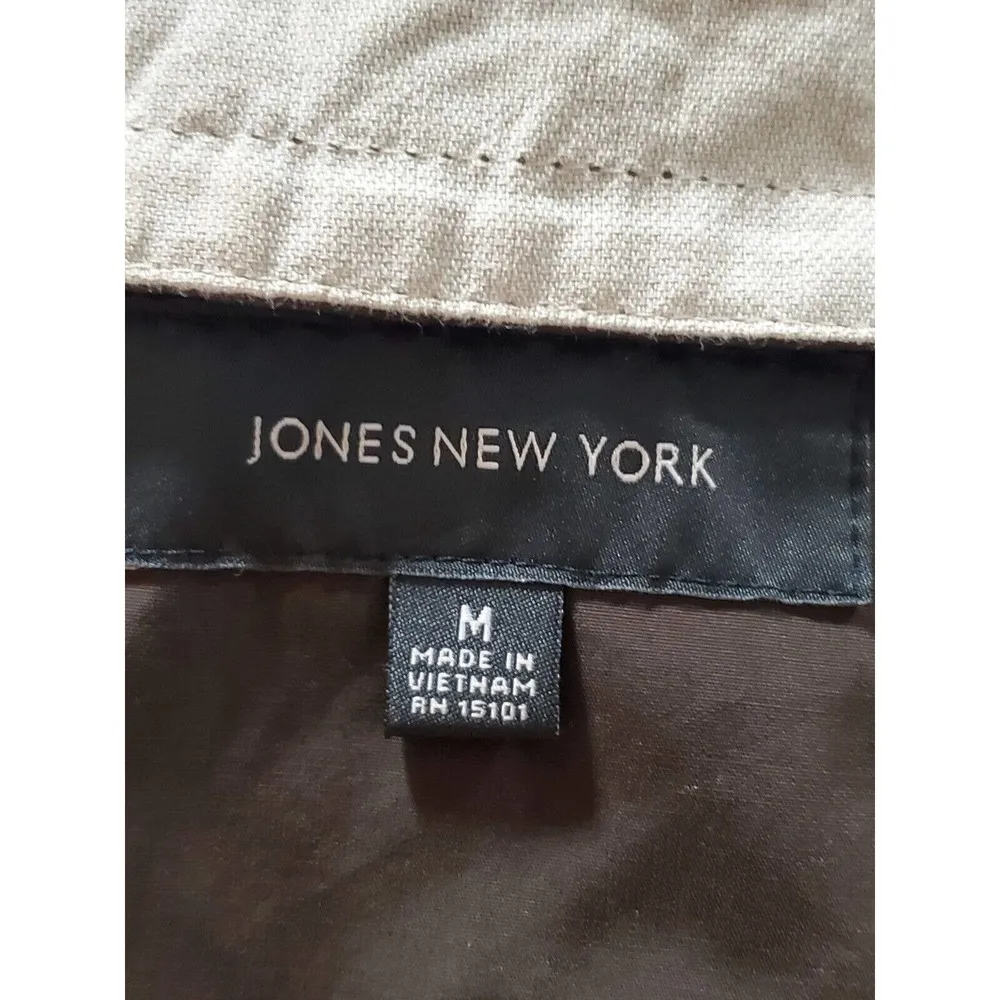 JONES NEW YORK
M
MADE IN
VIETNAM
RN 15101